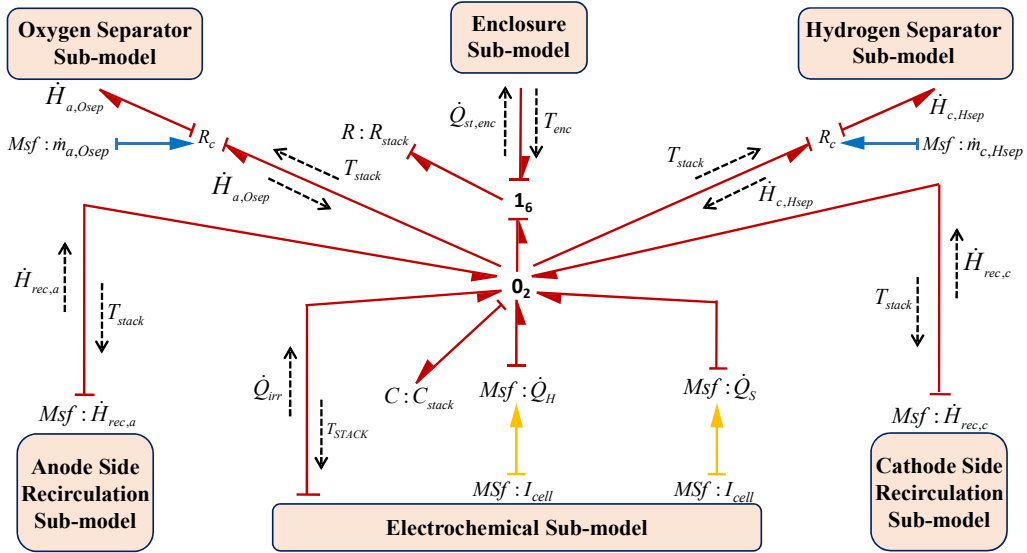 Oxygen Separator
Sub-model
Enclosure
Sub-model
Hydrogen Separator
Sub-model
Ḣ_{a,Osep}
Q̇_{st,enc}
T_{enc}
Ḣ_{c,Hsep}
Msf : ṁ_{a,Osep}
R_c
R : R_{stack}
R_c
Msf : ṁ_{c,Hsep}
T_{stack}
T_{stack}
Ḣ_{a,Osep}
1_6
Ḣ_{c,Hsep}
Ḣ_{rec,a}
0_2
Ḣ_{rec,c}
T_{stack}
T_{stack}
Q̇_{irr}
C : C_{stack}
Msf : Q̇_H
Msf : Q̇_S
T_{STACK}
Msf : Ḣ_{rec,a}
Msf : Ḣ_{rec,c}
Anode Side
Recirculation
Sub-model
MSf : I_{cell}
MSf : I_{cell}
Cathode Side
Recirculation
Sub-model
Electrochemical Sub-model